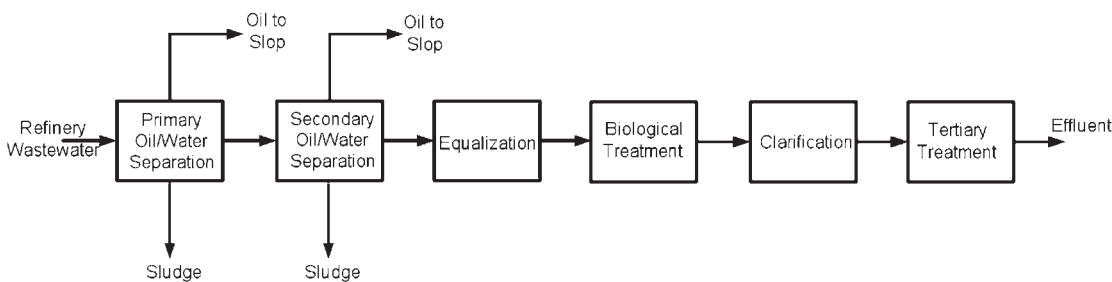 Oil to
Slop
Oil to
Slop
Refinery
Wastewater
Primary
Oil/Water
Separation
Secondary
Oil/Water
Separation
Equalization
Biological
Treatment
Clarification
Tertiary
Treatment
Effluent
Sludge
Sludge